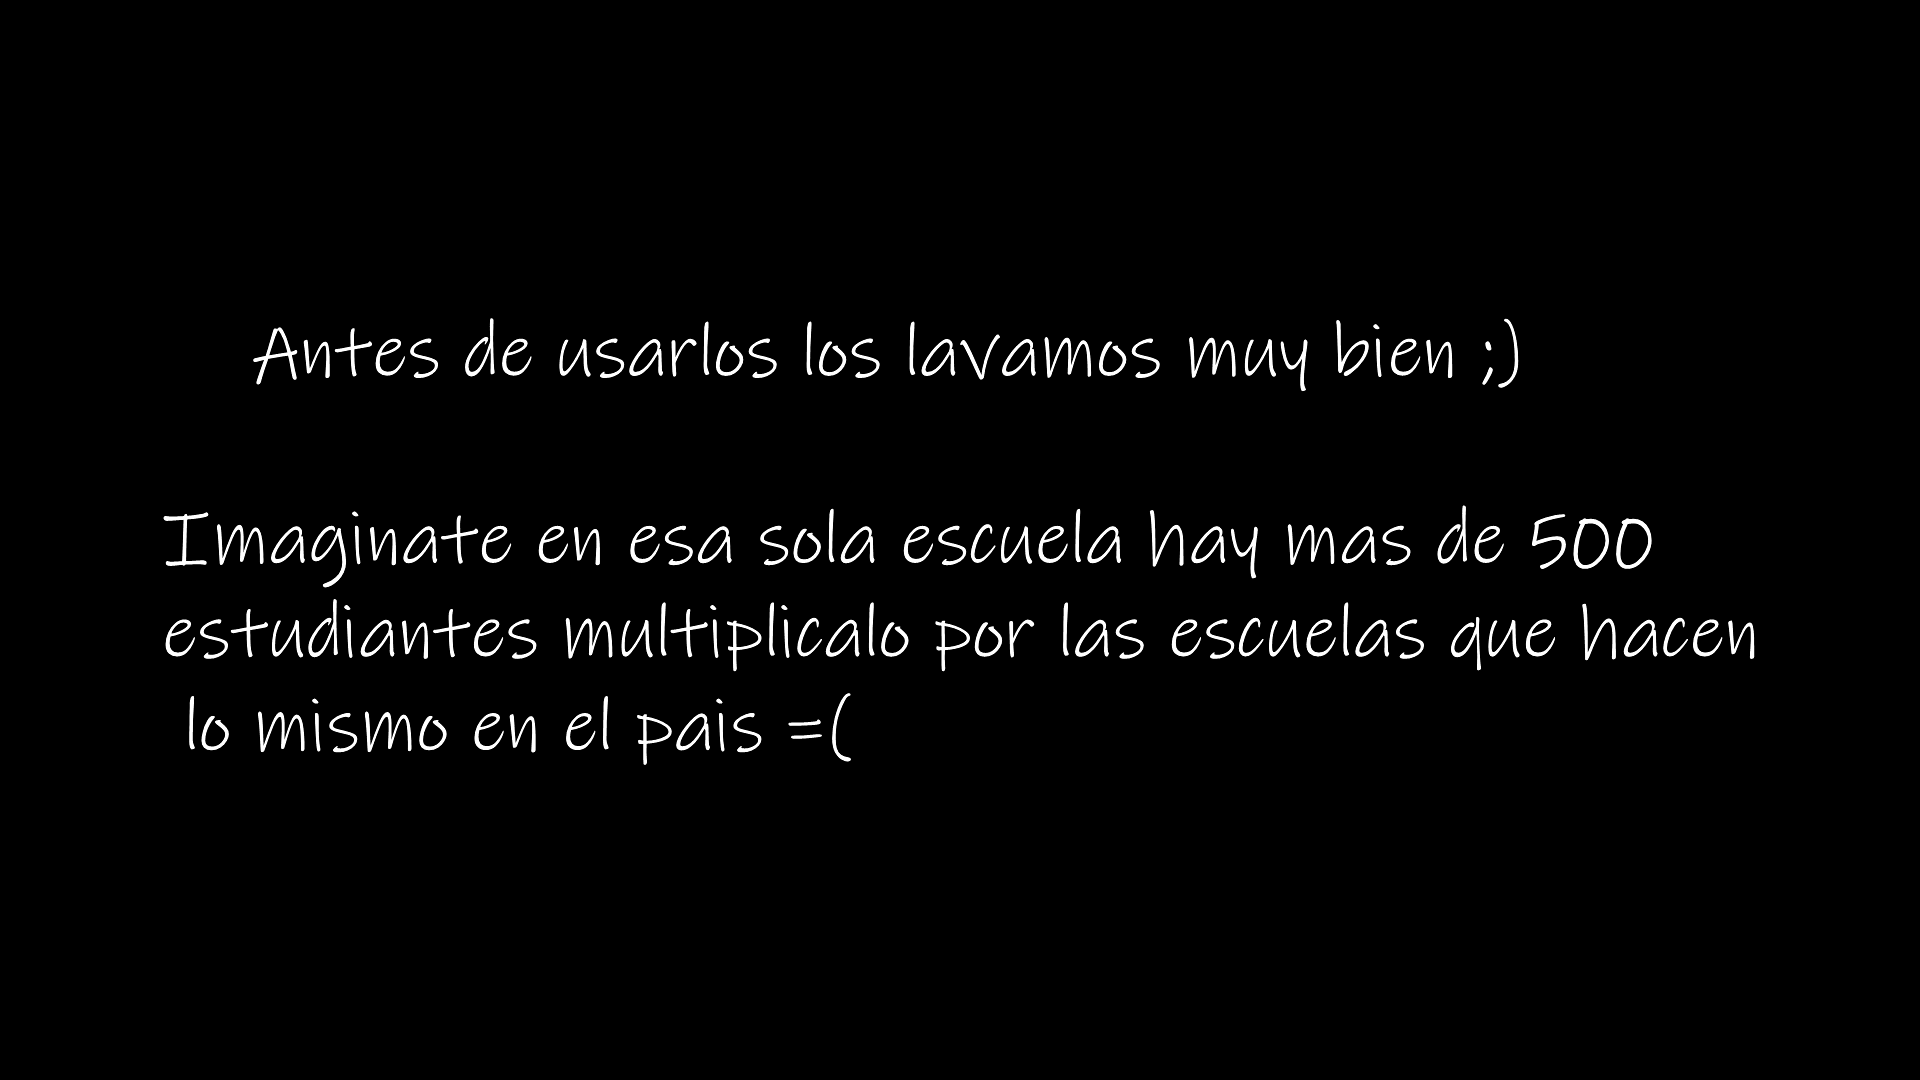 Antes de usarlos los lavamos muy bien ;)
Imaginate en esa sola escuela hay mas de 500
estudiantes multiplicalo por las escuelas que hacen
lo mismo en el pais =(